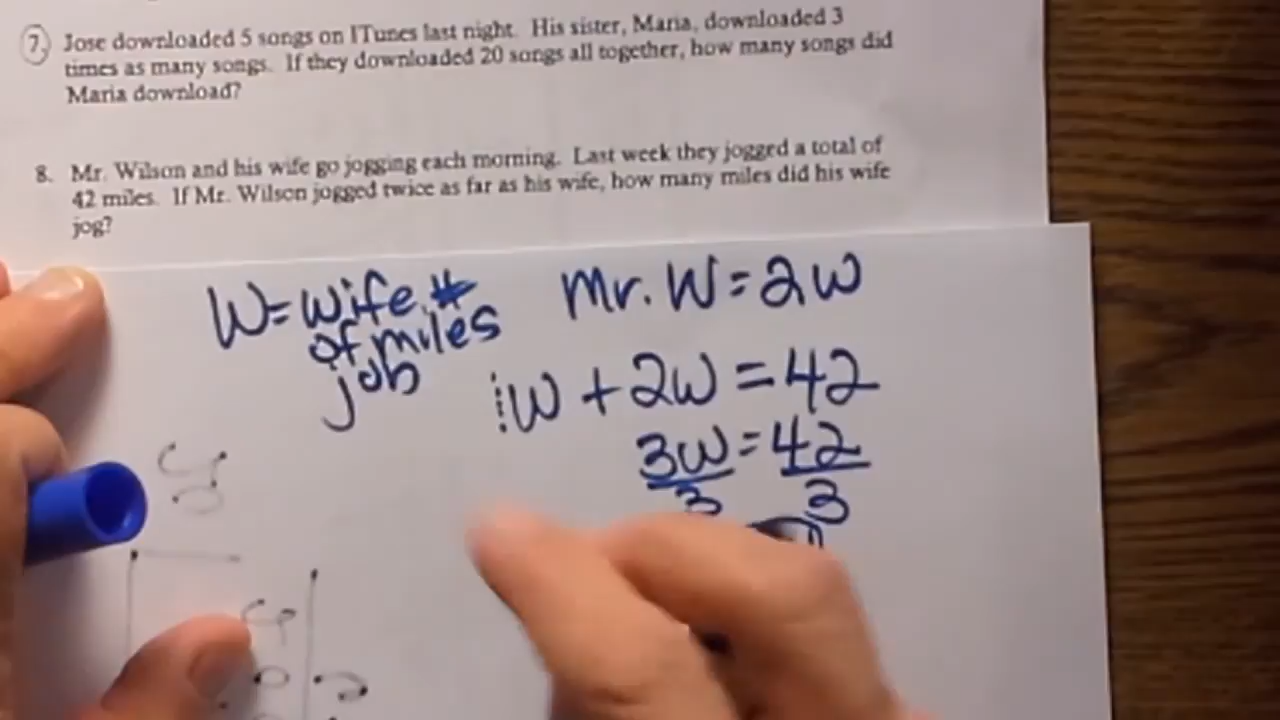 7. Jose downloaded 5 songs on ITunes last night. His sister, Maria, downloaded 3
times as many songs. If they downloaded 20 songs all together, how many songs did
Maria download?
8. Mr. Wilson and his wife go jogging each morning. Last week they jogged a total of
42 miles. If Mr. Wilson jogged twice as far as his wife, how many miles did his wife
jog?
W=wife #
of miles
job
Mr. W=2w
1w + 2w = 42
3w = 42
3 3